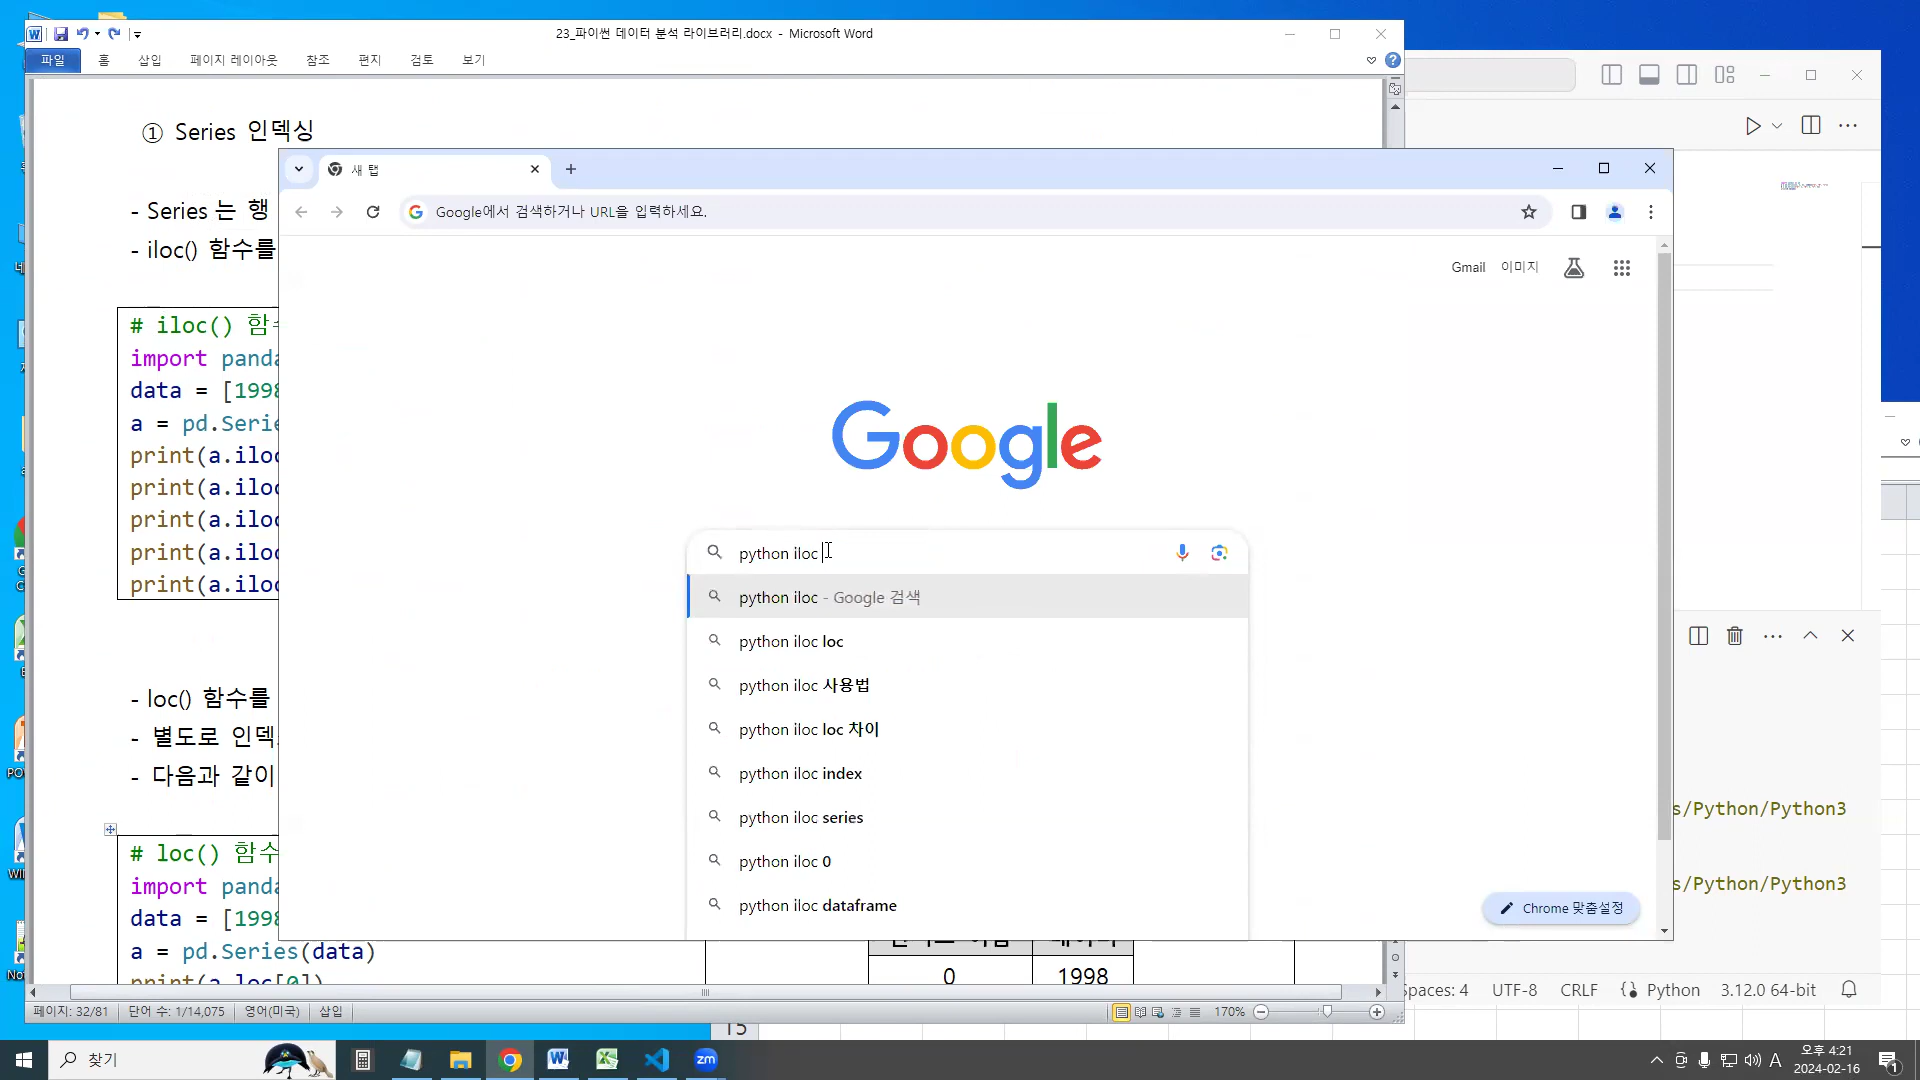 23_파이썬 데이터 분석 라이브러리.docx - Microsoft Word
파일 홈 삽입 페이지 레이아웃 참조 편지 검토 보기
① Series 인덱싱
- Series 는 행
- iloc() 함수를
# iloc() 함
import panda
data = [1998
a = pd.Serie
print(a.iloc
print(a.iloc
print(a.iloc
print(a.iloc
print(a.iloc
- loc() 함수를
- 별도로 인덱
- 다음과 같이
# loc() 함수
import panda
data = [1998
a = pd.Series(data)
print(a.loc[0])
0 1998
새 탭
Google에서 검색하거나 URL을 입력하세요.
Gmail 이미지
Google
python iloc
python iloc - Google 검색
python iloc loc
python iloc 사용법
python iloc loc 차이
python iloc index
python iloc series
python iloc 0
python iloc dataframe
Chrome 맞춤설정
s/Python/Python3
s/Python/Python3
Spaces: 4 UTF-8 CRLF Python 3.12.0 64-bit
페이지: 32/81 단어 수: 1/14,075 영어(미국) 삽입 170%
15
찾기
zm
A
오후 4:21
2024-02-16
1